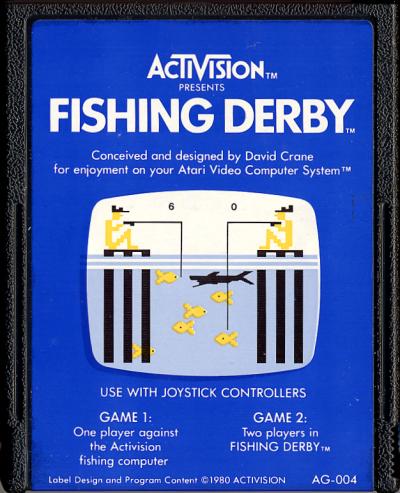 ACTIVISION™
PRESENTS
FISHING DERBY™
Conceived and designed by David Crane
for enjoyment on your Atari Video Computer System™
6 0
USE WITH JOYSTICK CONTROLLERS
GAME 1:
One player against
the Activision
fishing computer
GAME 2:
Two players in
FISHING DERBY™
Label Design and Program Content ©1980 ACTIVISION AG-004